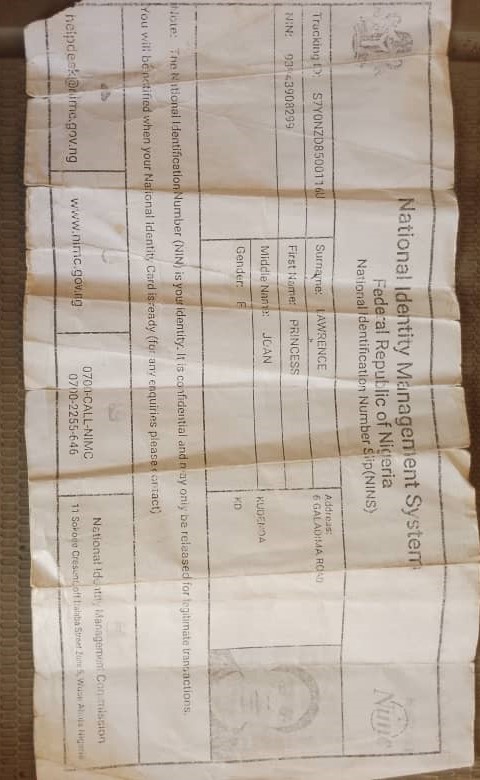 National Identity Management System
Federal Republic of Nigeria
National Identification Number Slip (NINS)
Nimc
Tracking ID: S7Y0NZD8500116U
Surname: LAWRENCE
Address:
6 GALADIMA ROAD
NIN:
First Name: PRINCESS
Middle Name: JOAN
KUDENDA
Gender: F
KD
Note: The National Identification Number (NIN) is your identity. It is confidential and may only be released for legitimate transactions.
You will be notified when your National Identity Card is ready (for any enquiries please contact)
helpdesk@nimc.gov.ng
www.nimc.gov.ng
0700-CALL-NIMC
0700-2255-646
National Identity Management Commission
11 Sokode Cresent, off Dalaba Street Zone 5, Wuse Abuja Nigeria